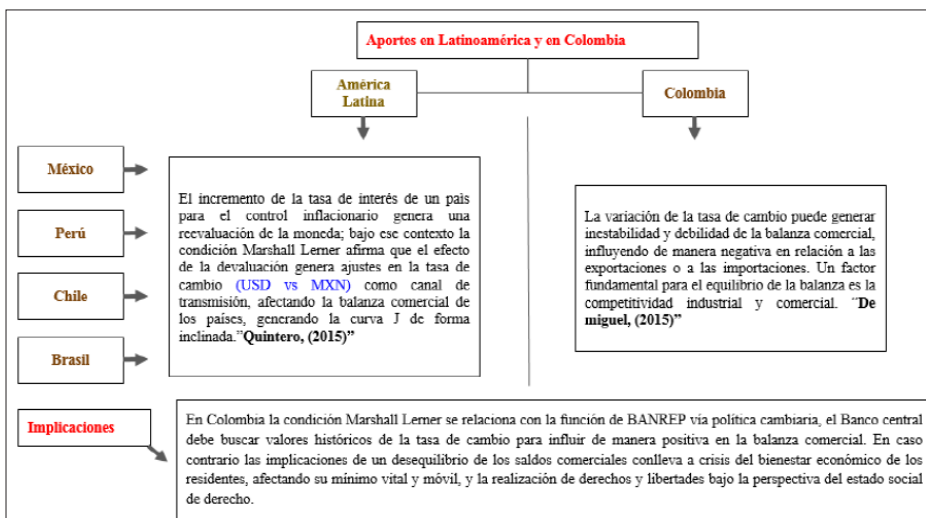 Aportes en Latinoamérica y en Colombia
América
Latina
Colombia
México
Perú
Chile
Brasil
El incremento de la tasa de interés de un país
para el control inflacionario genera una
reevaluación de la moneda; bajo ese contexto la
condición Marshall Lerner afirma que el efecto
de la devaluación genera ajustes en la tasa de
cambio (USD vs MXN) como canal de
transmisión, afectando la balanza comercial de
los países, generando la curva J de forma
inclinada.”Quintero, (2015)”
La variación de la tasa de cambio puede generar
inestabilidad y debilidad de la balanza comercial,
influyendo de manera negativa en relación a las
exportaciones o a las importaciones. Un factor
fundamental para el equilibrio de la balanza es la
competitividad industrial y comercial. “De
miguel, (2015)”
Implicaciones
En Colombia la condición Marshall Lerner se relaciona con la función de BANREP vía política cambiaria, el Banco central
debe buscar valores históricos de la tasa de cambio para influir de manera positiva en la balanza comercial. En caso
contrario las implicaciones de un desequilibrio de los saldos comerciales conlleva a crisis del bienestar económico de los
residentes, afectando su mínimo vital y móvil, y la realización de derechos y libertades bajo la perspectiva del estado social
de derecho.